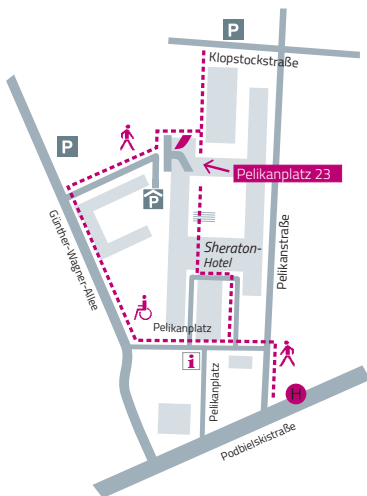 P
Klopstockstraße
P
Pelikanplatz 23
P
Günther-Wagner-Allee
Sheraton-
Hotel
Pelikanstraße
Pelikanplatz
i
Pelikanplatz
H
Podbielskistraße